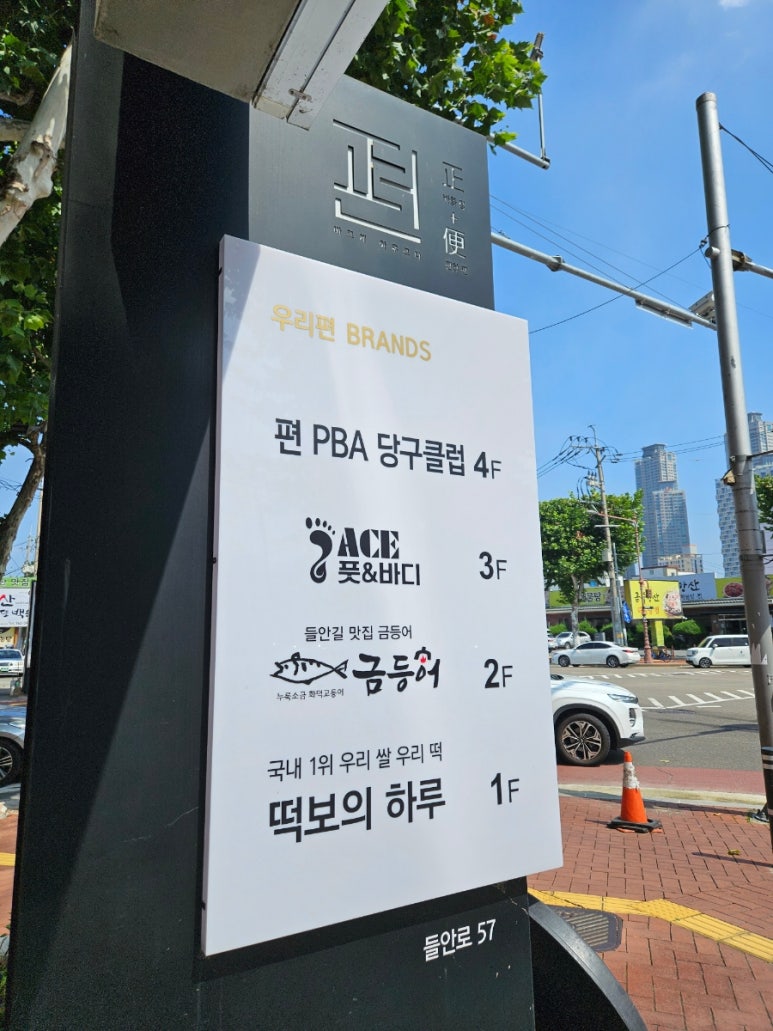 正
+
便
우리편 BRANDS
편 PBA 당구클럽 4F
ACE
풋&바디 3F
들안길 맛집 금등어
금등어 2F
누룩소금 화덕고등어
국내 1위 우리 쌀 우리 떡
떡보의 하루 1F
들안로 57